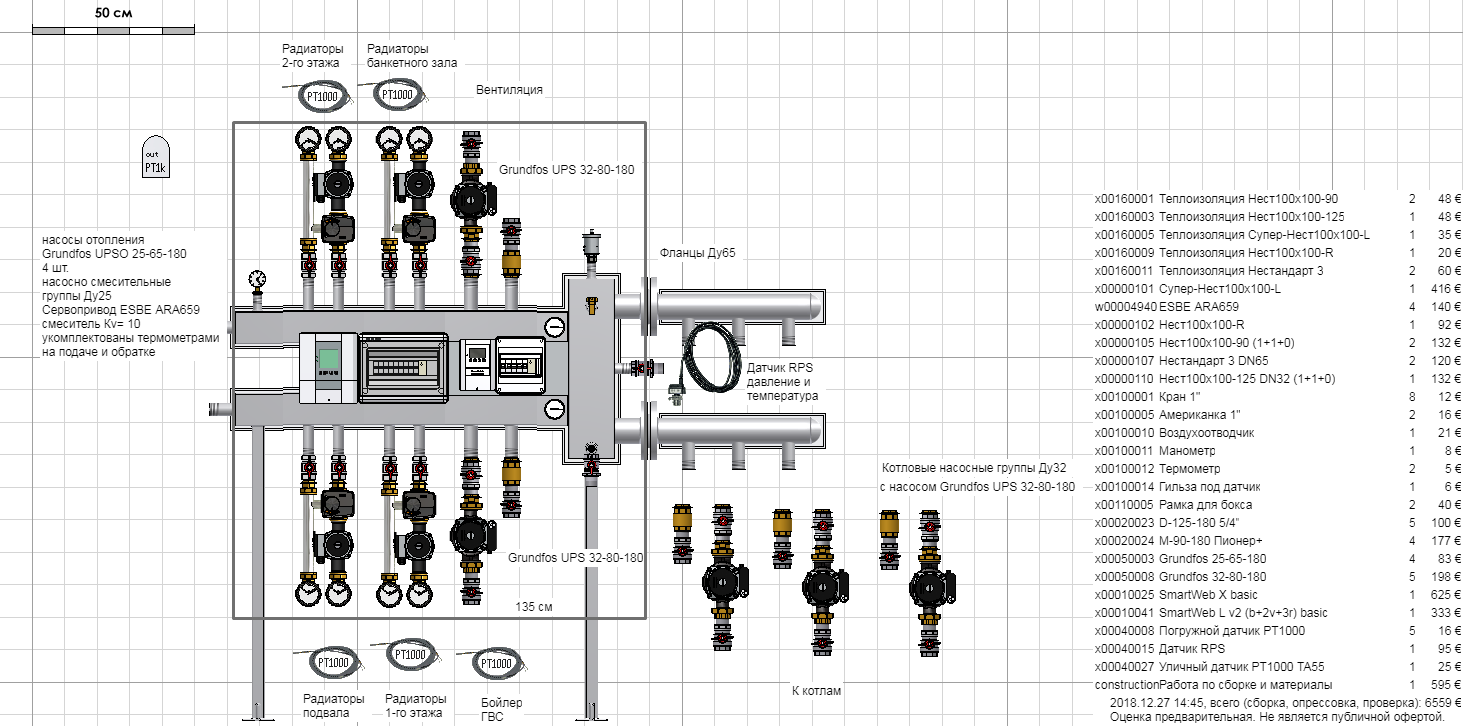 50 см
Радиаторы
2-го этажа
Радиаторы
банкетного зала
PT1000
PT1000
Вентиляция
out
PT1k
Grundfos UPS 32-80-180
насосы отопления
Grundfos UPSO 25-65-180
4 шт.
насосно смесительные
группы Ду25
Сервопривод ESBE ARA659
смеситель Kv= 10
укомплектованы термометрами
на подаче и обратке
Фланцы Ду65
Датчик RPS
давление и
температура
Котловые насосные группы Ду32
с насосом Grundfos UPS 32-80-180
Grundfos UPS 32-80-180
135 см
PT1000
PT1000
PT1000
Радиаторы
подвала
Радиаторы
1-го этажа
Бойлер
ГВС
К котлам
x00160001 Теплоизоляция Нест100x100-90 2 48 €
x00160003 Теплоизоляция Нест100x100-125 1 48 €
x00160005 Теплоизоляция Супер-Нест100x100-L 1 35 €
x00160009 Теплоизоляция Нест100x100-R 1 20 €
x00160011 Теплоизоляция Нестандарт 3 2 60 €
x00000101 Супер-Нест100x100-L 1 416 €
w00004940 ESBE ARA659 4 140 €
x00000102 Нест100x100-R 1 92 €
x00000105 Нест100x100-90 (1+1+0) 2 132 €
x00000107 Нестандарт 3 DN65 2 120 €
x00000110 Нест100x100-125 DN32 (1+1+0) 1 132 €
x00100001 Кран 1" 8 12 €
x00100005 Американка 1" 2 16 €
x00100010 Воздухоотводчик 1 21 €
x00100011 Манометр 1 8 €
x00100012 Термометр 2 5 €
x00100014 Гильза под датчик 1 6 €
x00110005 Рамка для бокса 2 40 €
x00020023 D-125-180 5/4" 5 100 €
x00020024 М-90-180 Пионер+ 4 177 €
x00050003 Grundfos 25-65-180 4 83 €
x00050008 Grundfos 32-80-180 5 198 €
x00010025 SmartWeb X basic 1 625 €
x00010041 SmartWeb L v2 (b+2v+3r) basic 1 333 €
x00040008 Погружной датчик PT1000 5 16 €
x00040015 Датчик RPS 1 95 €
x00040027 Уличный датчик PT1000 TA55 1 25 €
constructionРабота по сборке и материалы 1 595 €
2018.12.27 14:45, всего (сборка, опрессовка, проверка): 6559 €
Оценка предварительная. Не является публичной офертой.